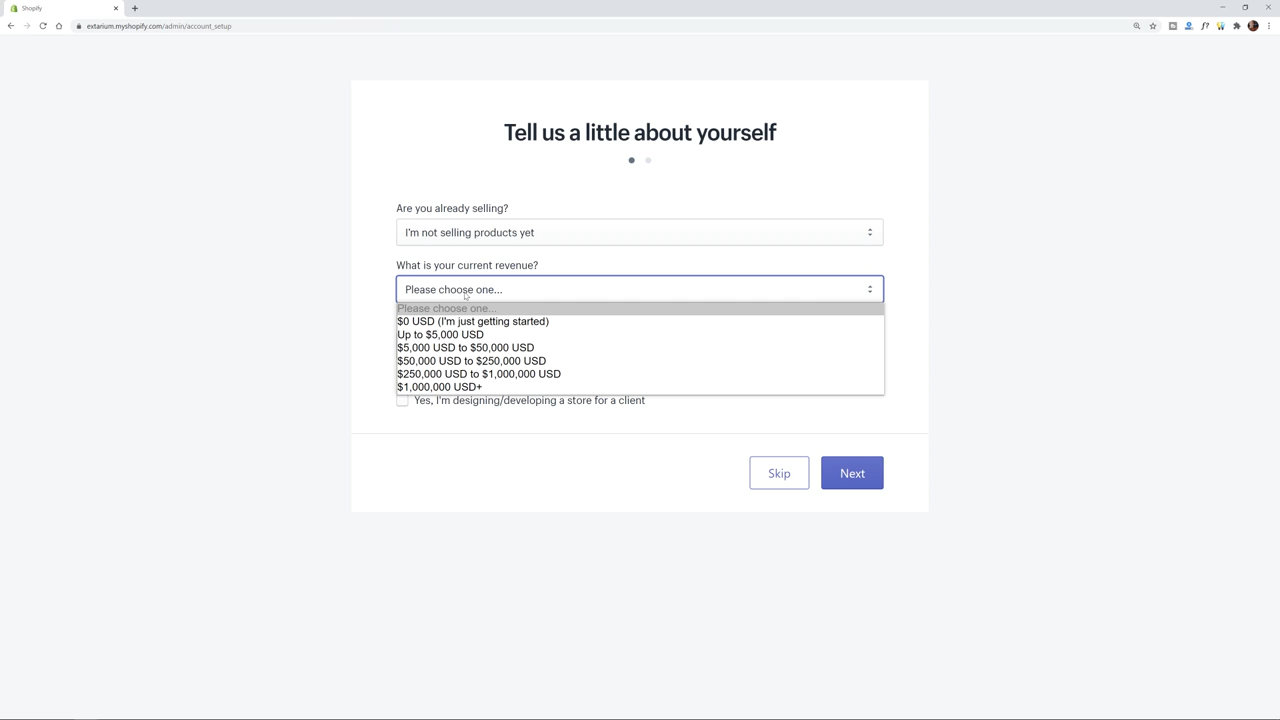 Shopify
extarium.myshopify.com/admin/account_setup
Tell us a little about yourself
Are you already selling?
I'm not selling products yet
What is your current revenue?
Please choose one...
Please choose one...
$0 USD (I'm just getting started)
Up to $5,000 USD
$5,000 USD to $50,000 USD
$50,000 USD to $250,000 USD
$250,000 USD to $1,000,000 USD
$1,000,000 USD+
Yes, I'm designing/developing a store for a client
Skip
Next